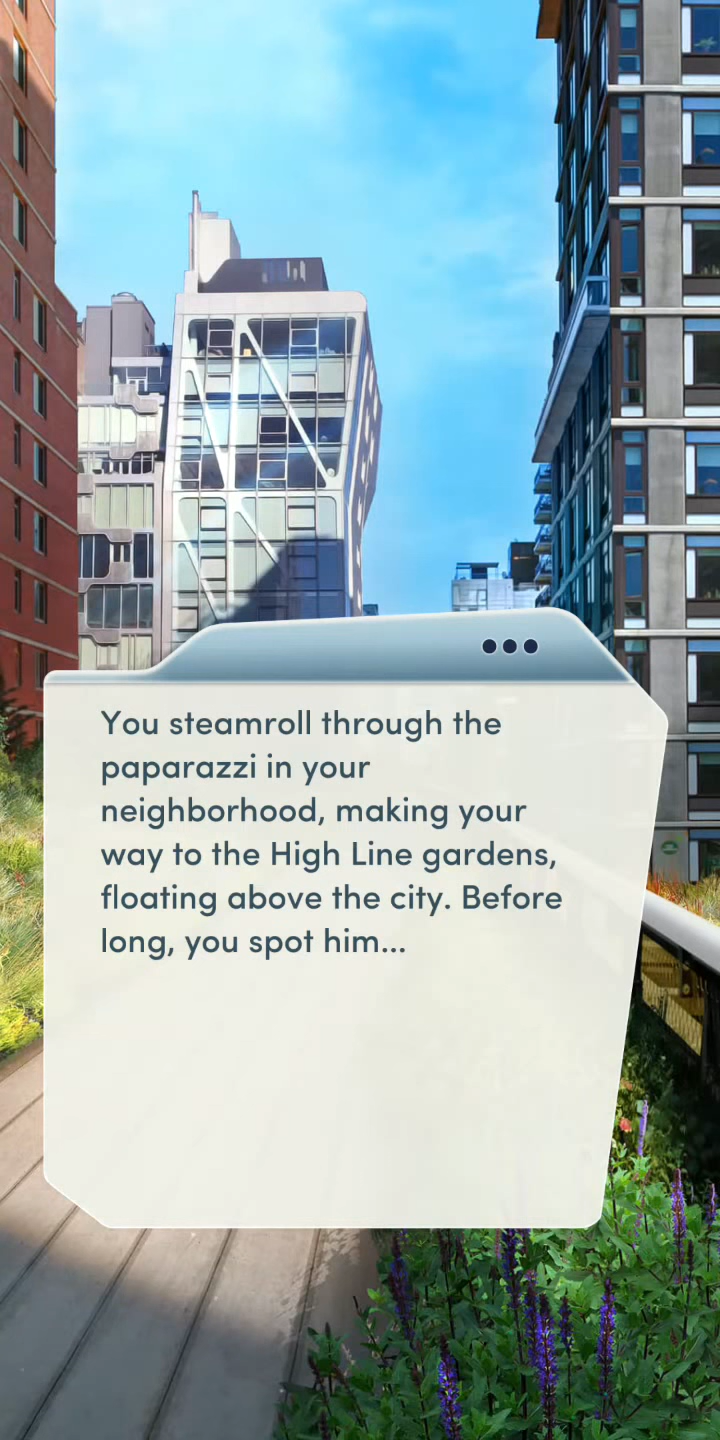 You steamroll through the
paparazzi in your
neighborhood, making your
way to the High Line gardens,
floating above the city. Before
long, you spot him...